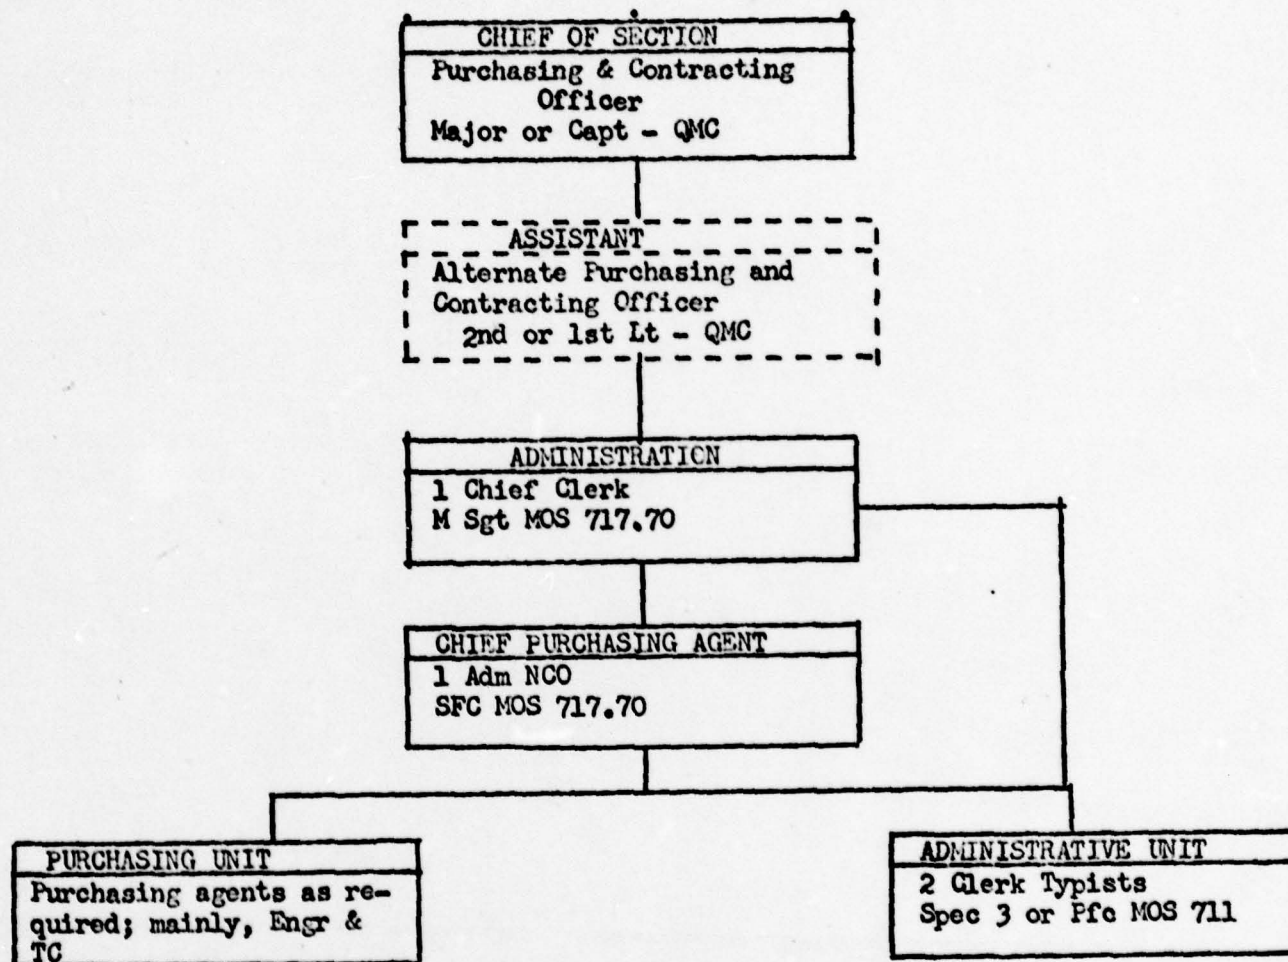 CHIEF OF SECTION
Purchasing & Contracting
Officer
Major or Capt - QMC
ASSISTANT
Alternate Purchasing and
Contracting Officer
2nd or 1st Lt - QMC
ADMINISTRATION
1 Chief Clerk
M Sgt MOS 717.70
CHIEF PURCHASING AGENT
1 Adm NCO
SFC MOS 717.70
PURCHASING UNIT
Purchasing agents as re-
quired; mainly, Engr &
TC
ADMINISTRATIVE UNIT
2 Clerk Typists
Spec 3 or Pfc MOS 711